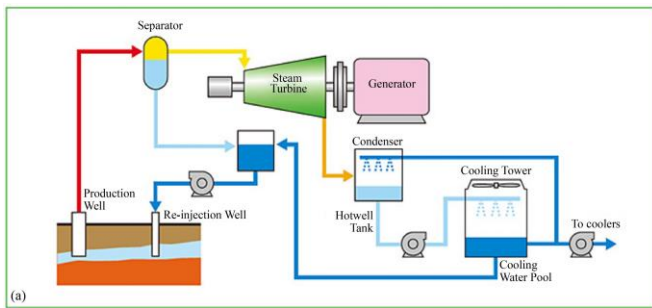 Separator
Steam
Turbine
Generator
Condenser
Cooling Tower
Production
Well
Re-injection Well
Hotwell
Tank
To coolers
Cooling
Water Pool
(a)